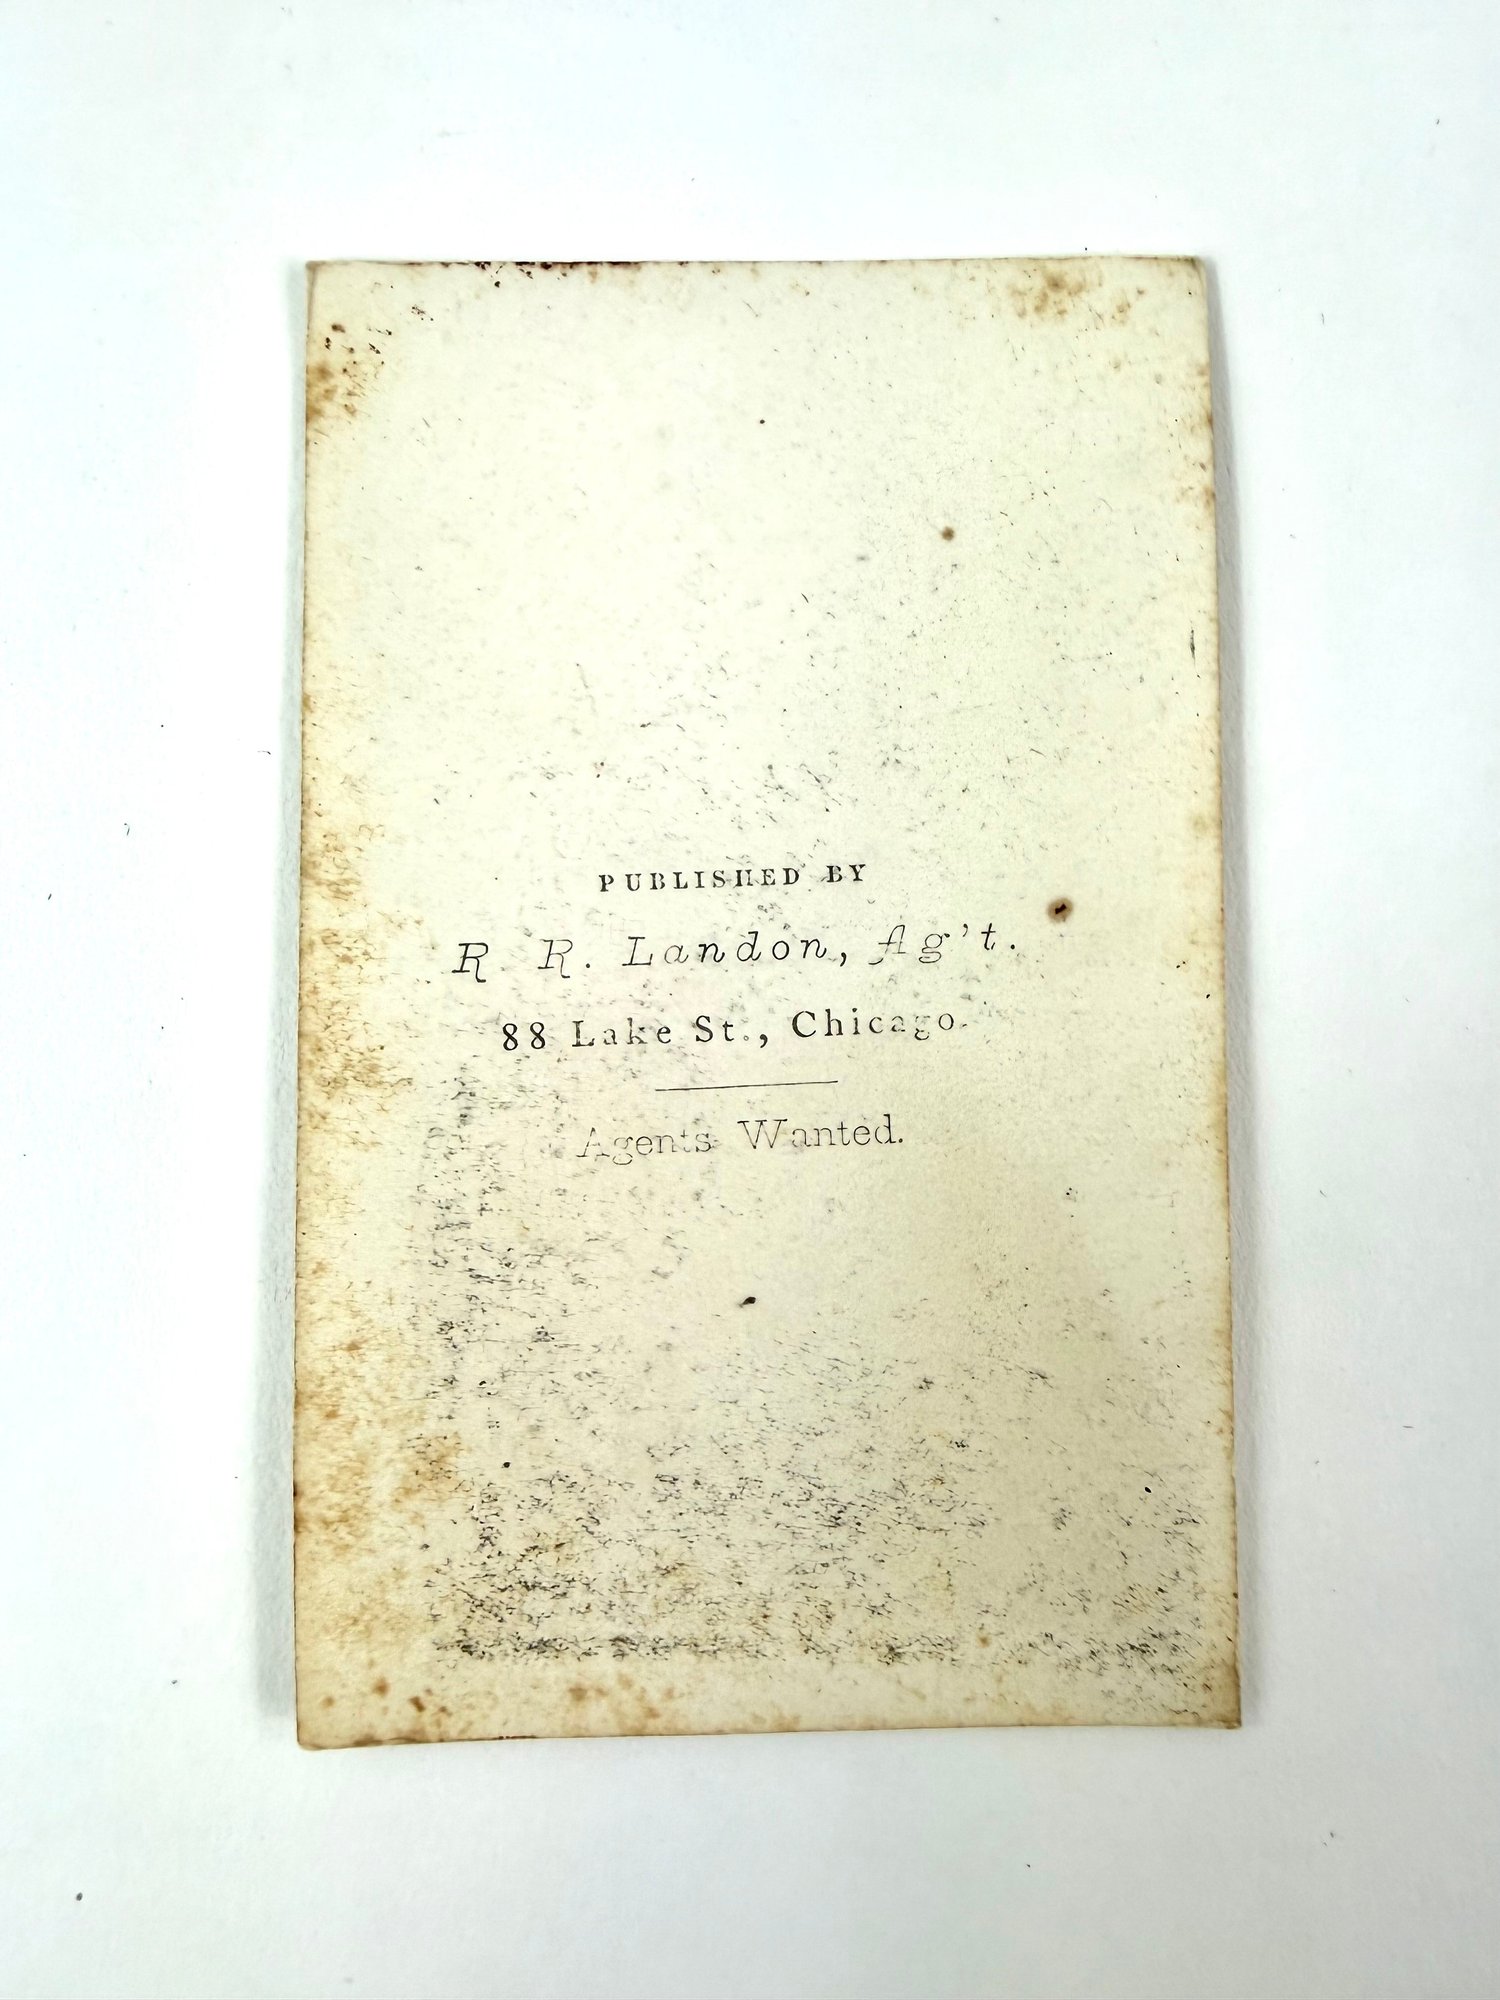 PUBLISHED BY
R R. Landon, Ag't.
88 Lake St., Chicago.
Agents Wanted.